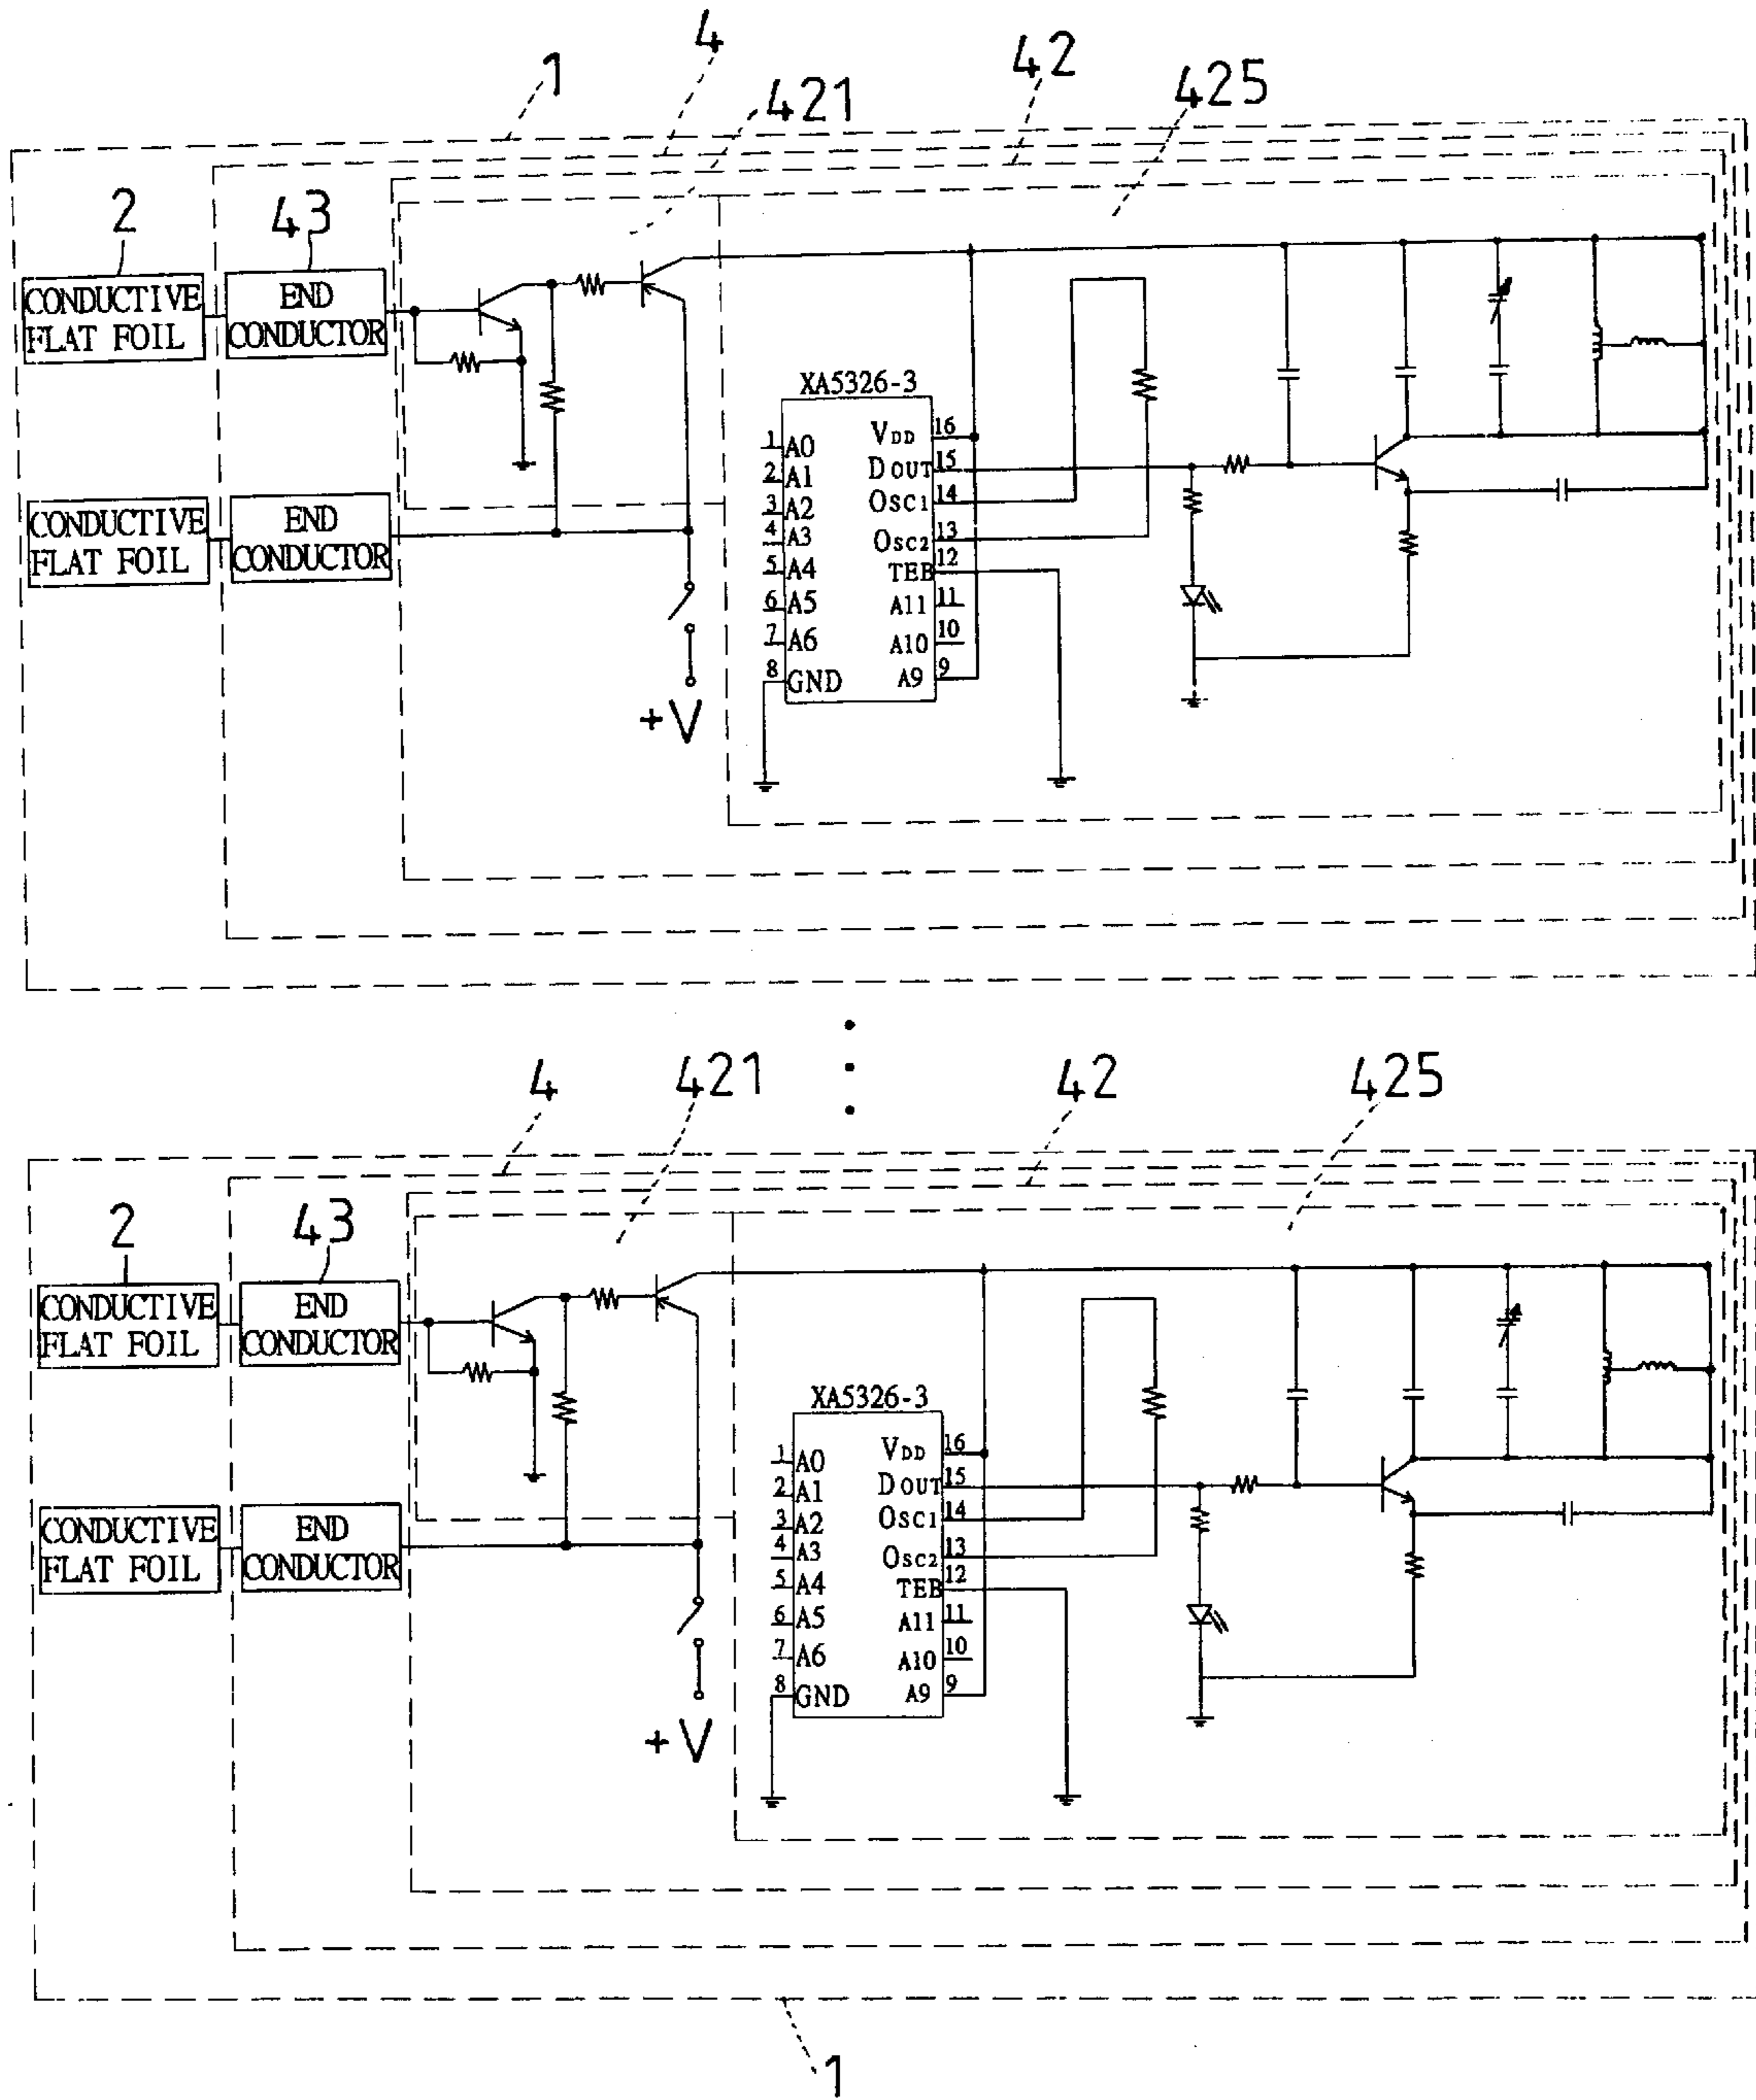 4
1
42
421
425
2
43
CONDUCTIVE
FLAT FOIL
END
CONDUCTOR
XA5326-3
1 A0
2 A1
3 A2
4 A3
5 A4
6 A5
7 A6
8 GND
VDD 16
DOUT 15
OSC1 14
OSC2 13
TEB 12
A11 11
A10 10
A9 9
CONDUCTIVE
FLAT FOIL
END
CONDUCTOR
+V
4
421
42
425
2
43
CONDUCTIVE
FLAT FOIL
END
CONDUCTOR
XA5326-3
1 A0
2 A1
3 A2
4 A3
5 A4
6 A5
7 A6
8 GND
VDD 16
DOUT 15
OSC1 14
OSC2 13
TEB 12
A11 11
A10 10
A9 9
CONDUCTIVE
FLAT FOIL
END
CONDUCTOR
+V
1